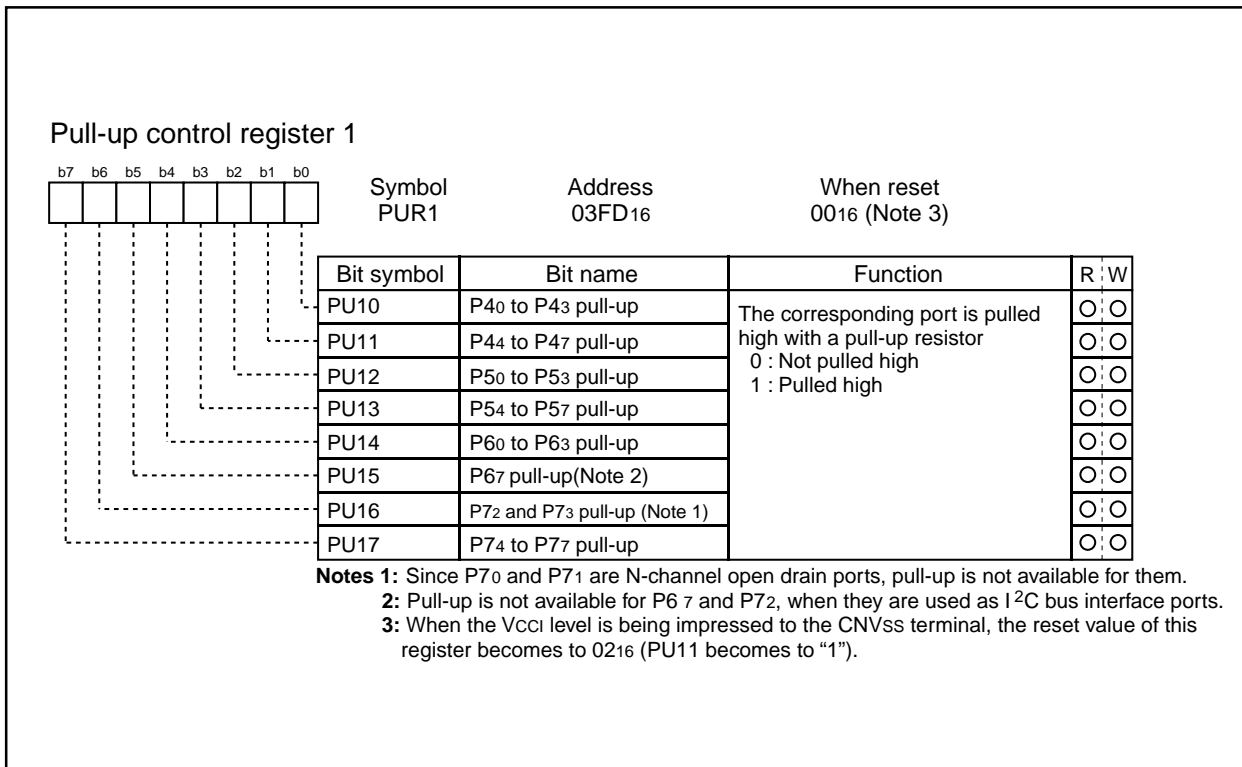 Pull-up control register 1
b7 b6 b5 b4 b3 b2 b1 b0
Symbol Address When reset
PUR1 03FD16 0016 (Note 3)
Bit symbol Bit name Function R W
PU10 P40 to P43 pull-up
The corresponding port is pulled
high with a pull-up resistor
0 : Not pulled high
1 : Pulled high
PU11 P44 to P47 pull-up
PU12 P50 to P53 pull-up
PU13 P54 to P57 pull-up
PU14 P60 to P63 pull-up
PU15 P67 pull-up(Note 2)
PU16 P72 and P73 pull-up (Note 1)
PU17 P74 to P77 pull-up
Notes 1: Since P70 and P71 are N-channel open drain ports, pull-up is not available for them.
2: Pull-up is not available for P6 7 and P72, when they are used as I 2C bus interface ports.
3: When the VCCI level is being impressed to the CNVSS terminal, the reset value of this
register becomes to 0216 (PU11 becomes to “1”).